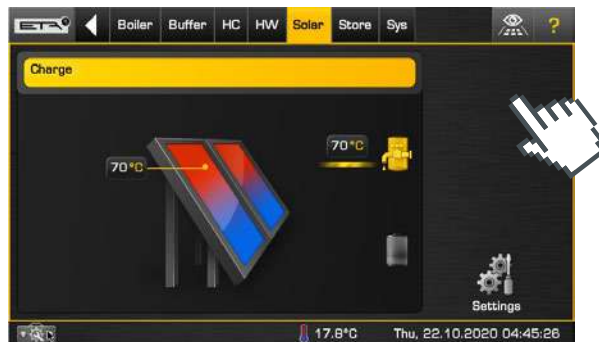 ETA Boiler Buffer HC HW Solar Store Sys ?
Charge
70°C
70°C
Settings
17.8°C Thu, 22.10.2020 04:45:26